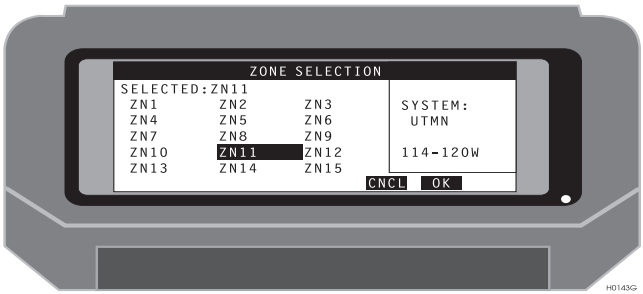 ZONE SELECTION
SELECTED:ZN11
ZN1 ZN2 ZN3
ZN4 ZN5 ZN6
ZN7 ZN8 ZN9
ZN10 ZN11 ZN12
ZN13 ZN14 ZN15
SYSTEM:
UTMN
114-120W
CNCL OK
H0143G